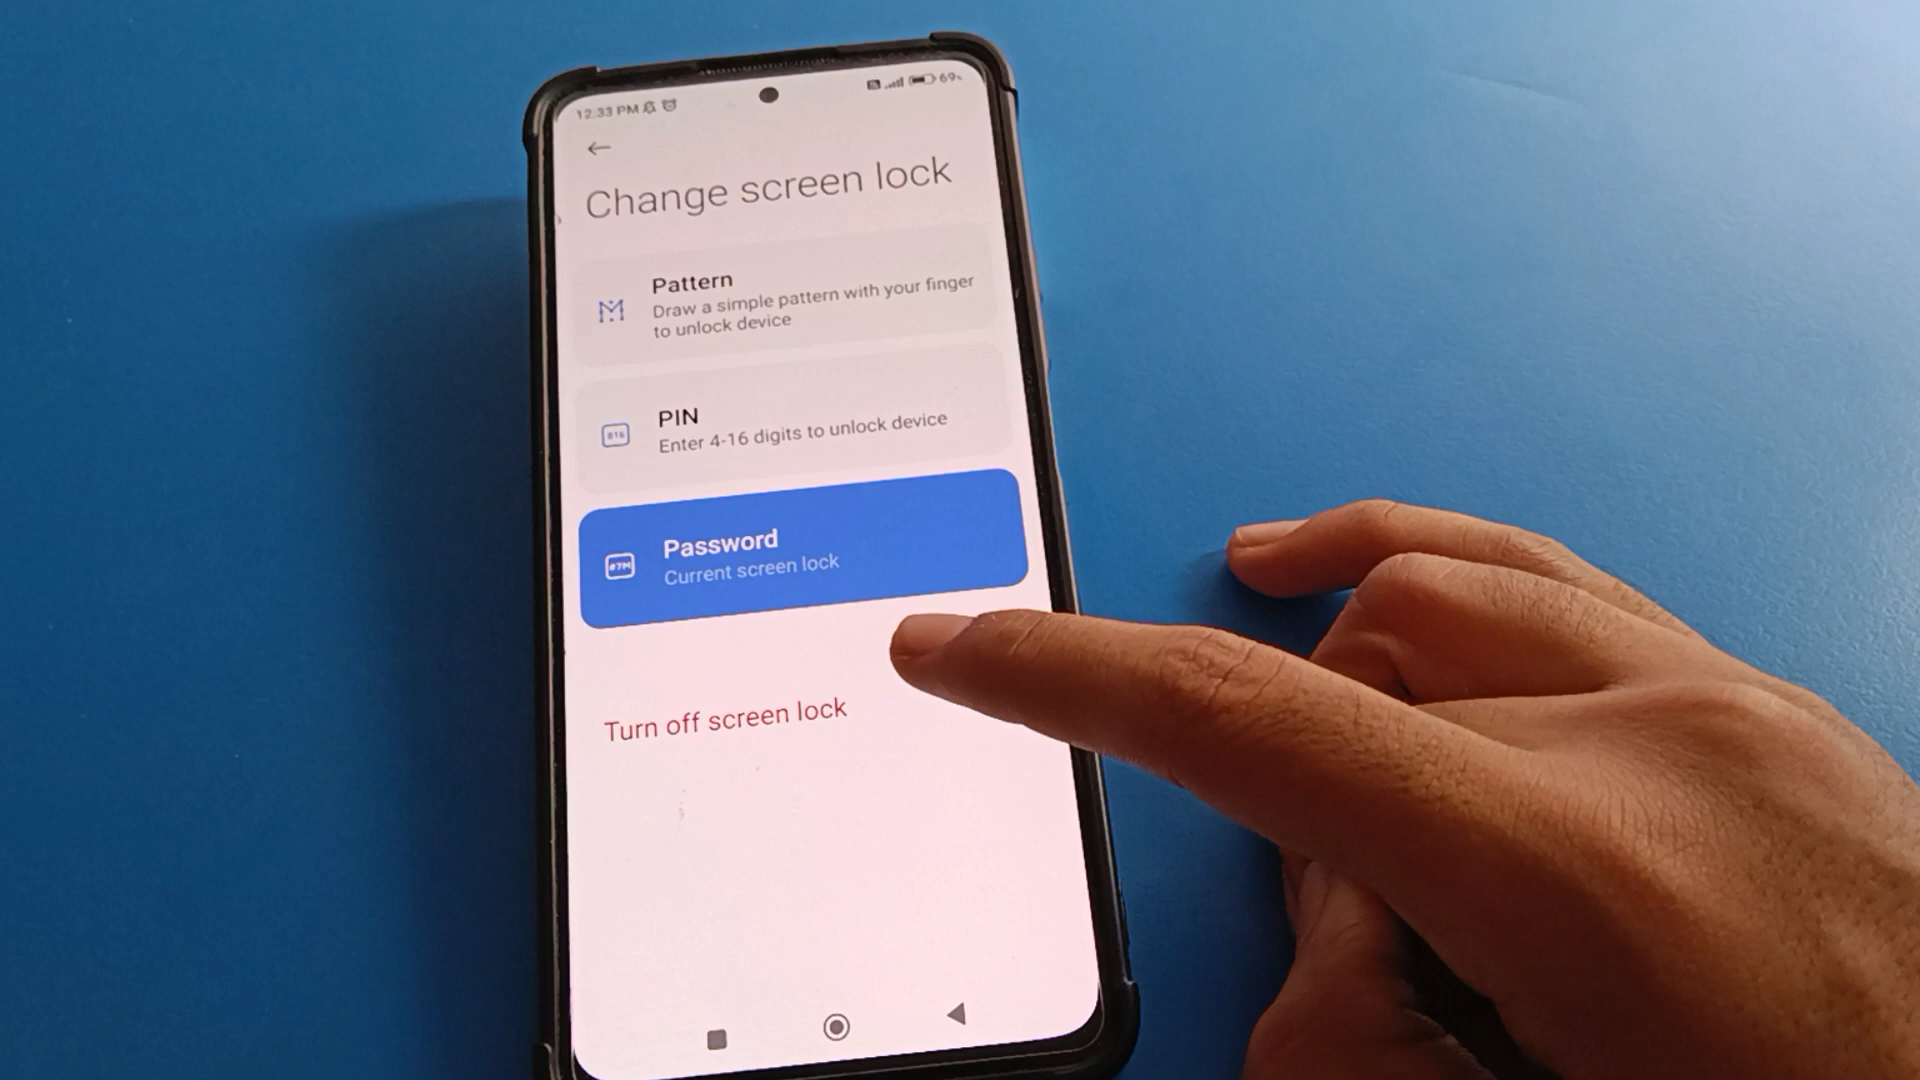 12:33 PM
69
Change screen lock
Pattern
Draw a simple pattern with your finger
to unlock device
PIN
Enter 4-16 digits to unlock device
Password
Current screen lock
Turn off screen lock